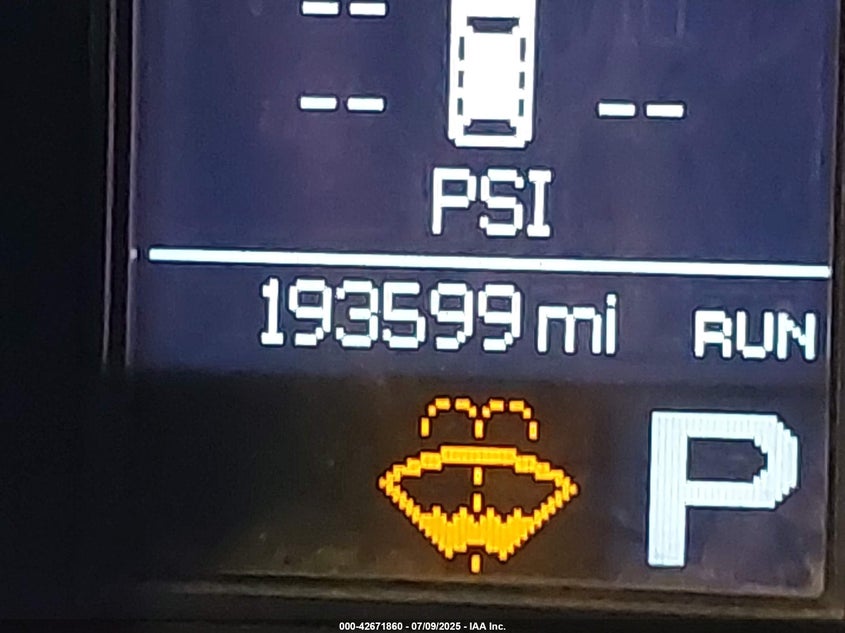 -- 
-- --
PSI
193599 mi RUN
P
000-42671860 - 07/09/2025 - IAA Inc.